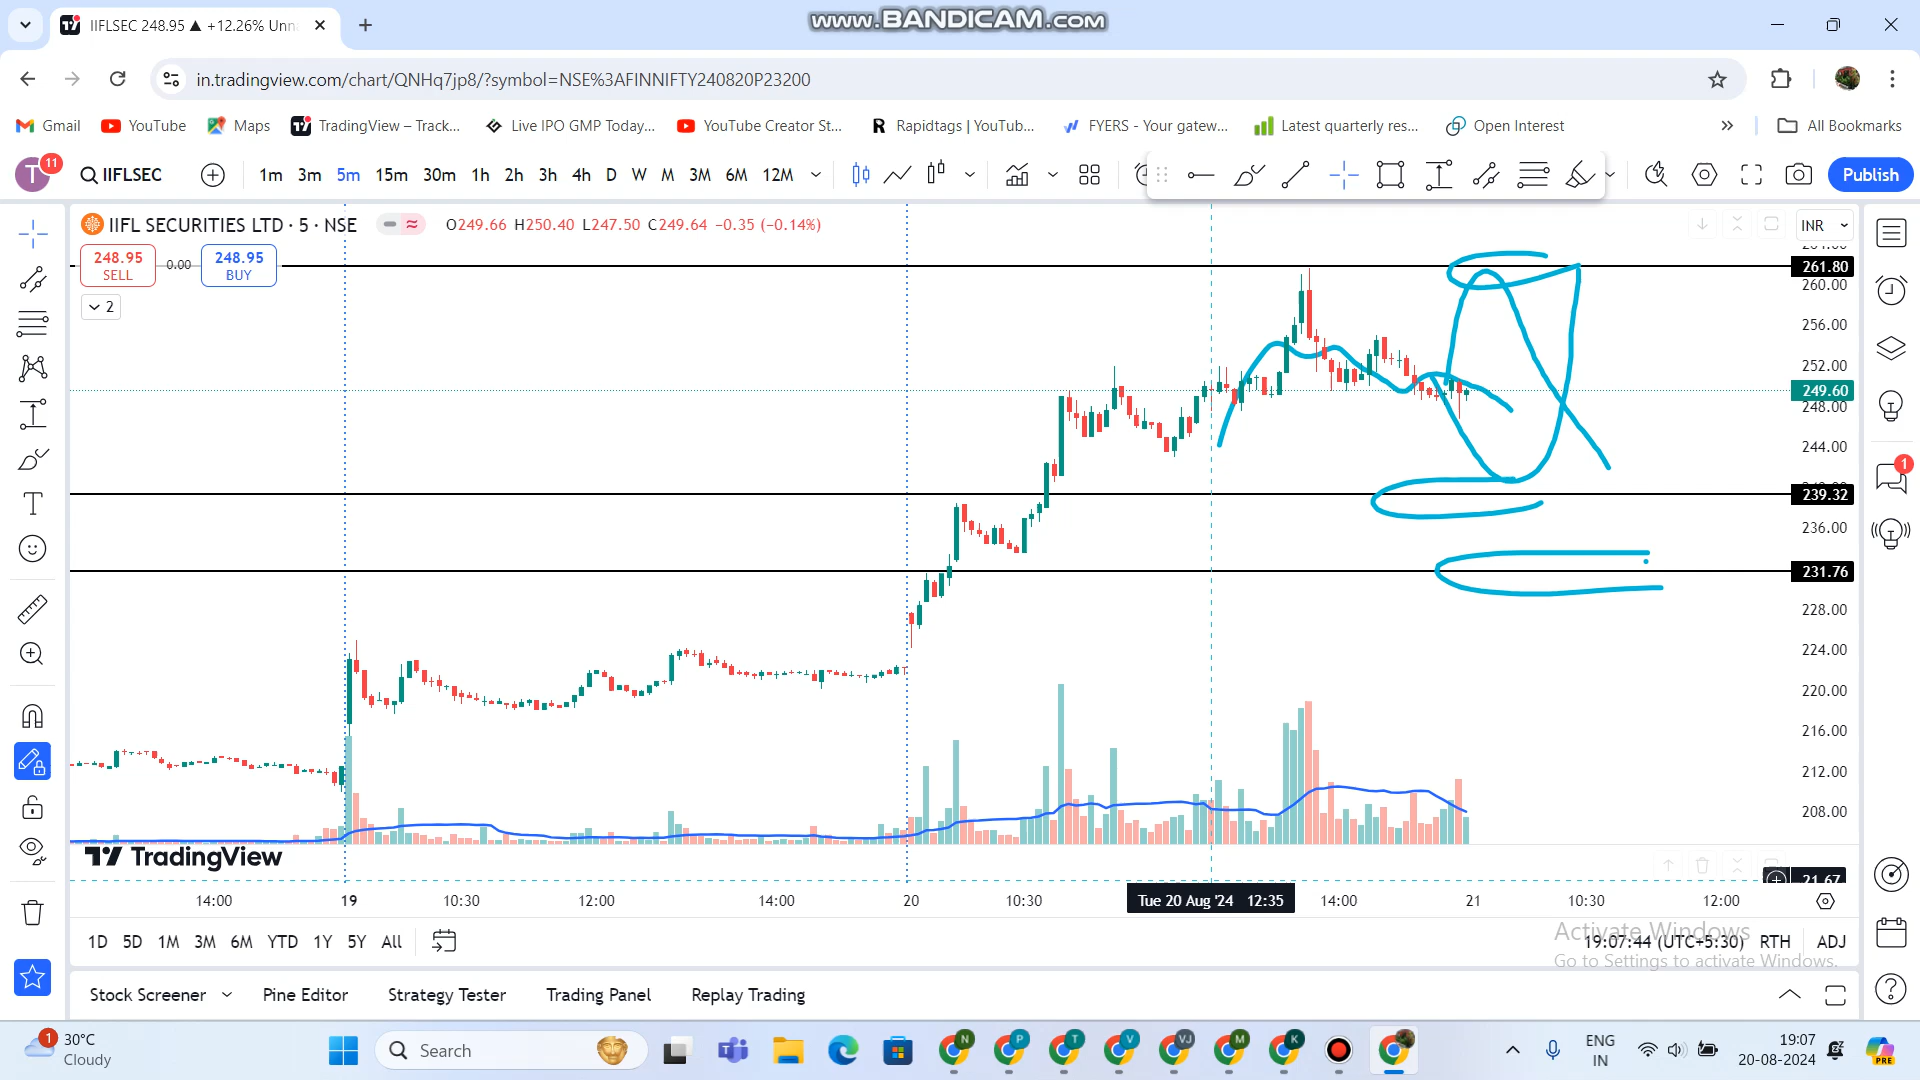 www.BANDICAM.com
IIFLSEC 248.95 ▲ +12.26% Unn
in.tradingview.com/chart/QNHq7jp8/?symbol=NSE%3AFINNIFTY240820P23200
Gmail YouTube Maps TradingView – Track... Live IPO GMP Today... YouTube Creator St... Rapidtags | YouTub... FYERS - Your gatew... Latest quarterly res... Open Interest » All Bookmarks
T 11 IIFLSEC 1m 3m 5m 15m 30m 1h 2h 3h 4h D W M 3M 6M 12M Publish
IIFL SECURITIES LTD · 5 · NSE O249.66 H250.40 L247.50 C249.64 −0.35 (−0.14%) INR
248.95 SELL 0.00 248.95 BUY
2
261.80
260.00
256.00
252.00
249.60
248.00
244.00
239.32
236.00
231.76
228.00
224.00
220.00
216.00
212.00
208.00
TradingView
21.67
14:00 19 10:30 12:00 14:00 20 10:30 Tue 20 Aug '24 12:35 14:00 21 10:30 12:00
1D 5D 1M 3M 6M YTD 1Y 5Y All 19:07:44 (UTC+5:30) RTH ADJ
Activate Windows
Go to Settings to activate Windows.
Stock Screener Pine Editor Strategy Tester Trading Panel Replay Trading
1 30°C
Cloudy
Search
N P T V VJ M K
ENG
IN
19:07
20-08-2024
PRE
1